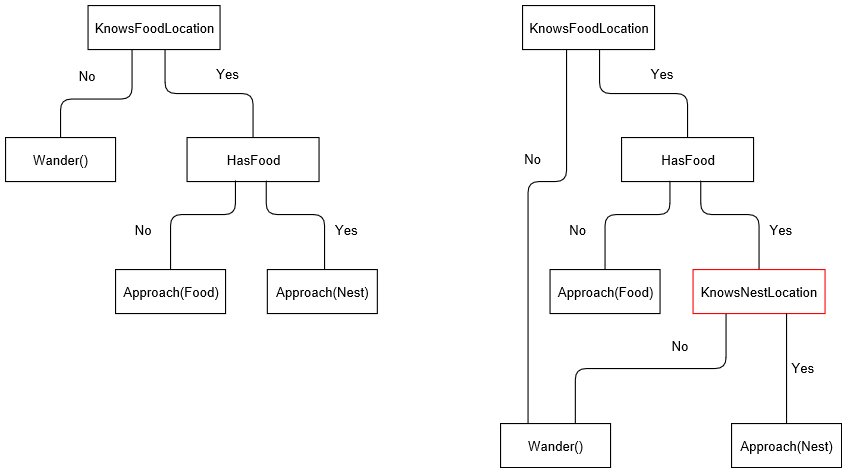 KnowsFoodLocation
No
Yes
Wander()
HasFood
No
Yes
Approach(Food)
Approach(Nest)
KnowsFoodLocation
Yes
No
HasFood
No
Yes
Approach(Food)
KnowsNestLocation
No
Yes
Wander()
Approach(Nest)